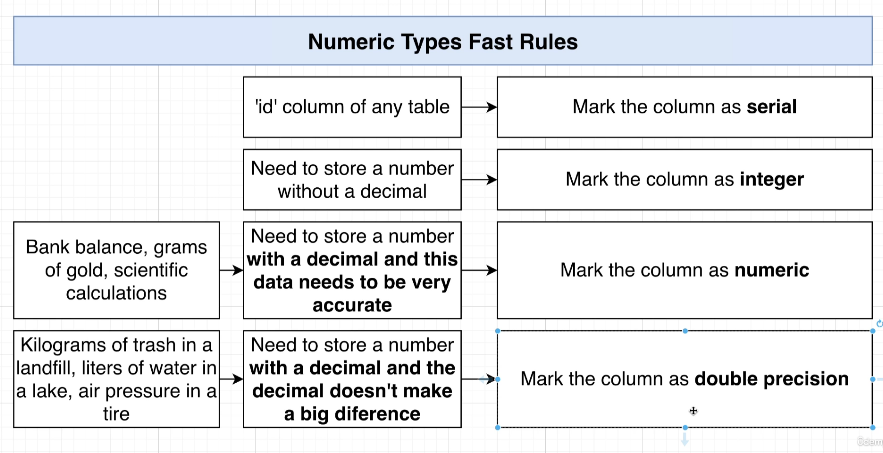 Numeric Types Fast Rules
'id' column of any table
Mark the column as serial
Need to store a number
without a decimal
Mark the column as integer
Bank balance, grams
of gold, scientific
calculations
Need to store a number
with a decimal and this
data needs to be very
accurate
Mark the column as numeric
Kilograms of trash in a
landfill, liters of water in
a lake, air pressure in a
tire
Need to store a number
with a decimal and the
decimal doesn't make
a big diference
Mark the column as double precision